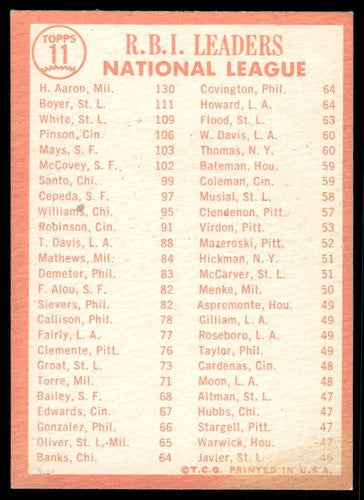 TOPPS
11
R.B.I. LEADERS
NATIONAL LEAGUE
H. Aaron, Mil. 130
Boyer, St. L. 111
White, St. L. 109
Pinson, Cin. 106
Mays, S. F. 103
McCovey, S. F. 102
Santo, Chi. 99
Cepeda, S. F. 97
Williams, Chi. 95
Robinson, Cin. 91
T. Davis, L. A. 88
Mathews, Mil. 84
Demeter, Phil. 83
F. Alou, S. F. 82
Sievers, Phil. 82
Callison, Phil. 78
Fairly, L. A. 77
Clemente, Pitt. 76
Groat, St. L. 73
Torre, Mil. 71
Bailey, S. F. 68
Edwards, Cin. 67
Gonzalez, Phil. 66
Oliver, St. L.-Mil. 65
Banks, Chi. 64
Covington, Phil. 64
Howard, L. A. 64
Flood, St. L. 63
W. Davis, L. A. 60
Thomas, N. Y. 60
Bateman, Hou. 59
Coleman, Cin. 59
Musial, St. L. 58
Clendenon, Pitt. 57
Virdon, Pitt. 53
Mazeroski, Pitt. 52
Hickman, N. Y. 51
McCarver, St. L. 51
Menke, Mil. 50
Aspremonte, Hou. 49
Gilliam, L. A. 49
Roseboro, L. A. 49
Taylor, Phil. 49
Cardenas, Cin. 48
Moon, L. A. 48
Altman, St. L. 47
Hubbs, Chi. 47
Stargell, Pitt. 47
Warwick, Hou. 47
Javier, St. L. 46
©T.C.G. PRINTED IN U.S.A.